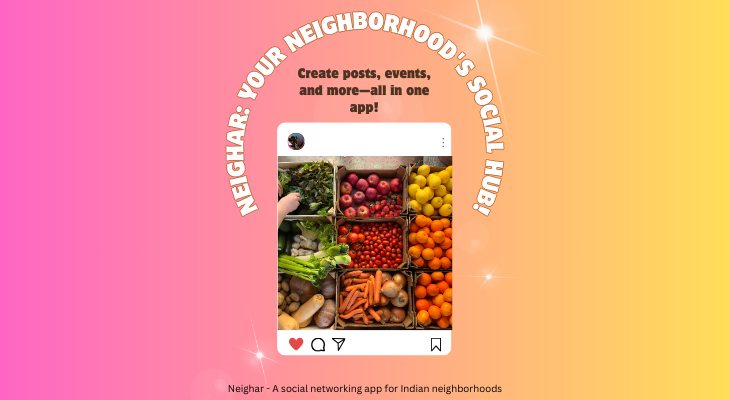 NEIGHAR: YOUR NEIGHBORHOOD'S SOCIAL HUB!
Create posts, events,
and more—all in one
app!
Neighar - A social networking app for Indian neighborhoods